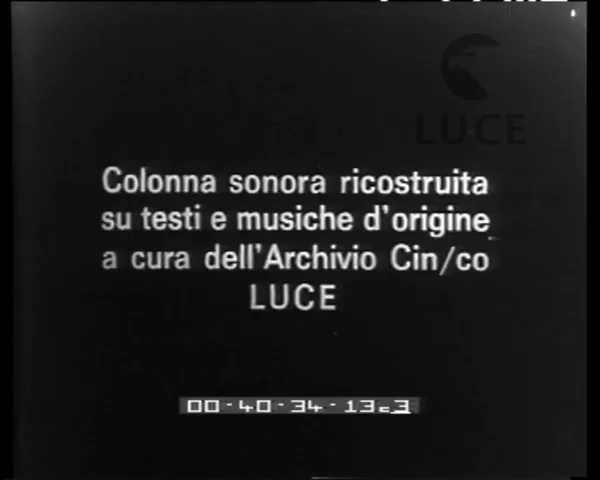 LUCE
Colonna sonora ricostruita
su testi e musiche d'origine
a cura dell'Archivio Cin/co
LUCE
00-40-34-13